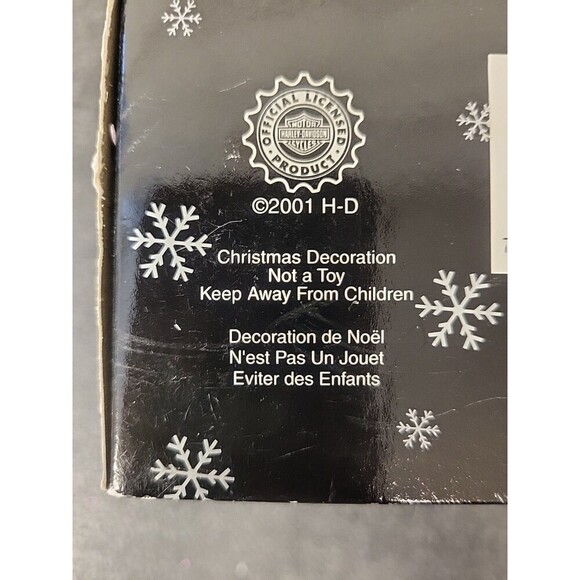 OFFICIAL LICENSED
MOTOR
HARLEY-DAVIDSON
CYCLES
· PRODUCT ·
©2001 H-D
Christmas Decoration
Not a Toy
Keep Away From Children
Decoration de Noël
N'est Pas Un Jouet
Eviter des Enfants